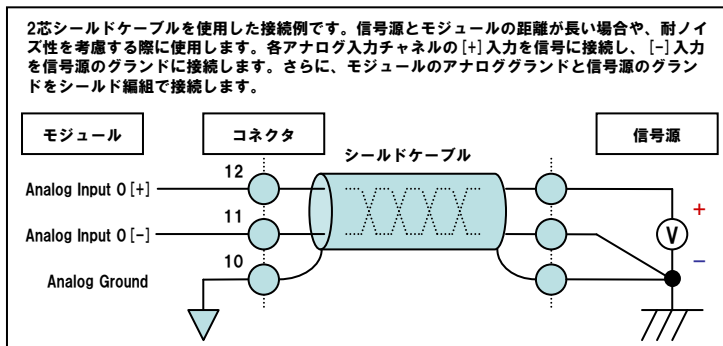 2芯シールドケーブルを使用した接続例です。信号源とモジュールの距離が長い場合や、耐ノイ
ズ性を考慮する際に使用します。各アナログ入力チャネルの[+]入力を信号に接続し、[-]入力
を信号源のグランドに接続します。さらに、モジュールのアナロググランドと信号源のグラン
ドをシールド編組で接続します。
モジュール
コネクタ
シールドケーブル
信号源
Analog Input 0[+]
12
+
Analog Input 0[-]
11
V
Analog Ground
10
-